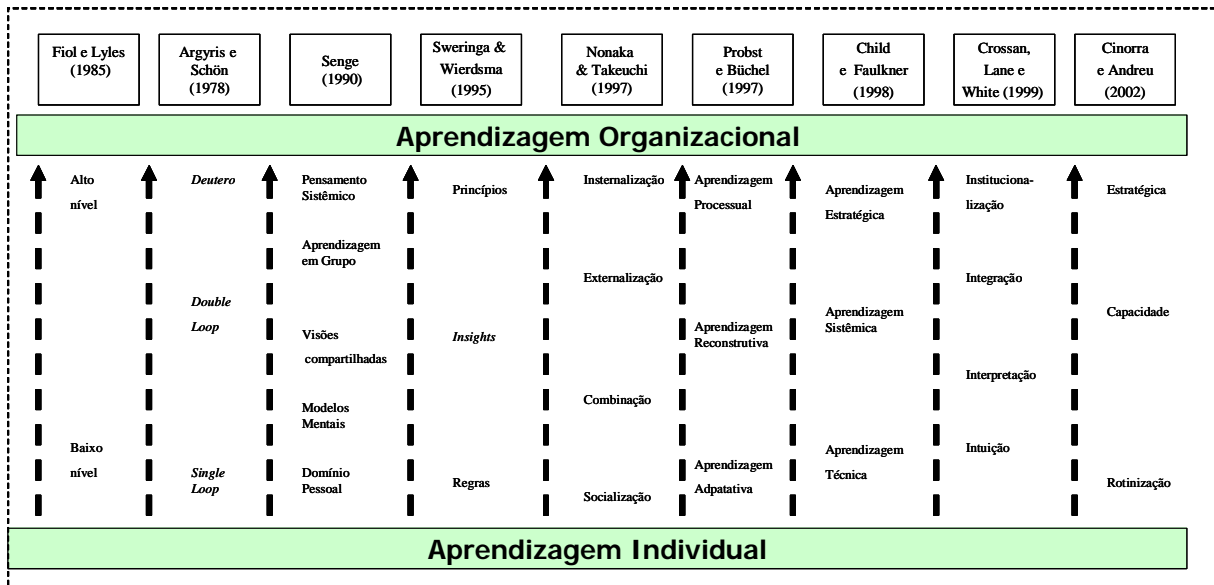 Fiol e Lyles
(1985)
Argyris e
Schön
(1978)
Senge
(1990)
Sweringa &
Wierdsma
(1995)
Nonaka
& Takeuchi
(1997)
Probst
e Büchel
(1997)
Child
e Faulkner
(1998)
Crossan,
Lane e
White (1999)
Cinorra
e Andreu
(2002)
Aprendizagem Organizacional
Alto
nível
Baixo
nível
Deutero
Double
Loop
Single
Loop
Pensamento
Sistêmico
Aprendizagem
em Grupo
Visões
compartilhadas
Modelos
Mentais
Domínio
Pessoal
Princípios
Insights
Regras
Insternalização
Externalização
Combinação
Socialização
Aprendizagem
Processual
Aprendizagem
Reconstrutiva
Aprendizagem
Adpatativa
Aprendizagem
Estratégica
Aprendizagem
Sistêmica
Aprendizagem
Técnica
Instituciona-
lização
Integração
Interpretação
Intuição
Estratégica
Capacidade
Rotinização
Aprendizagem Individual